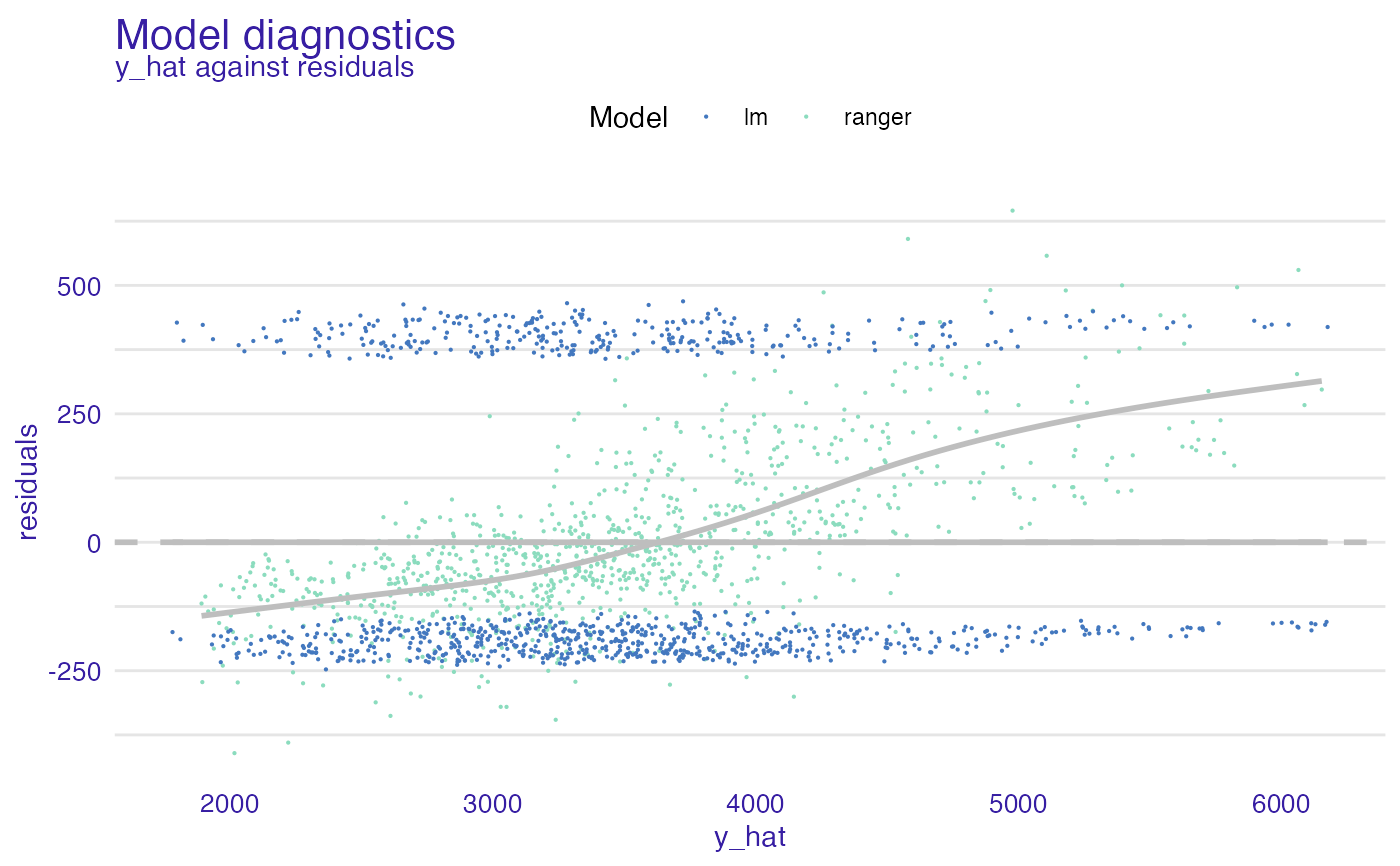 Model diagnostics
y_hat against residuals
Model lm ranger
500
250
0
-250
residuals
2000 3000 4000 5000 6000
y_hat